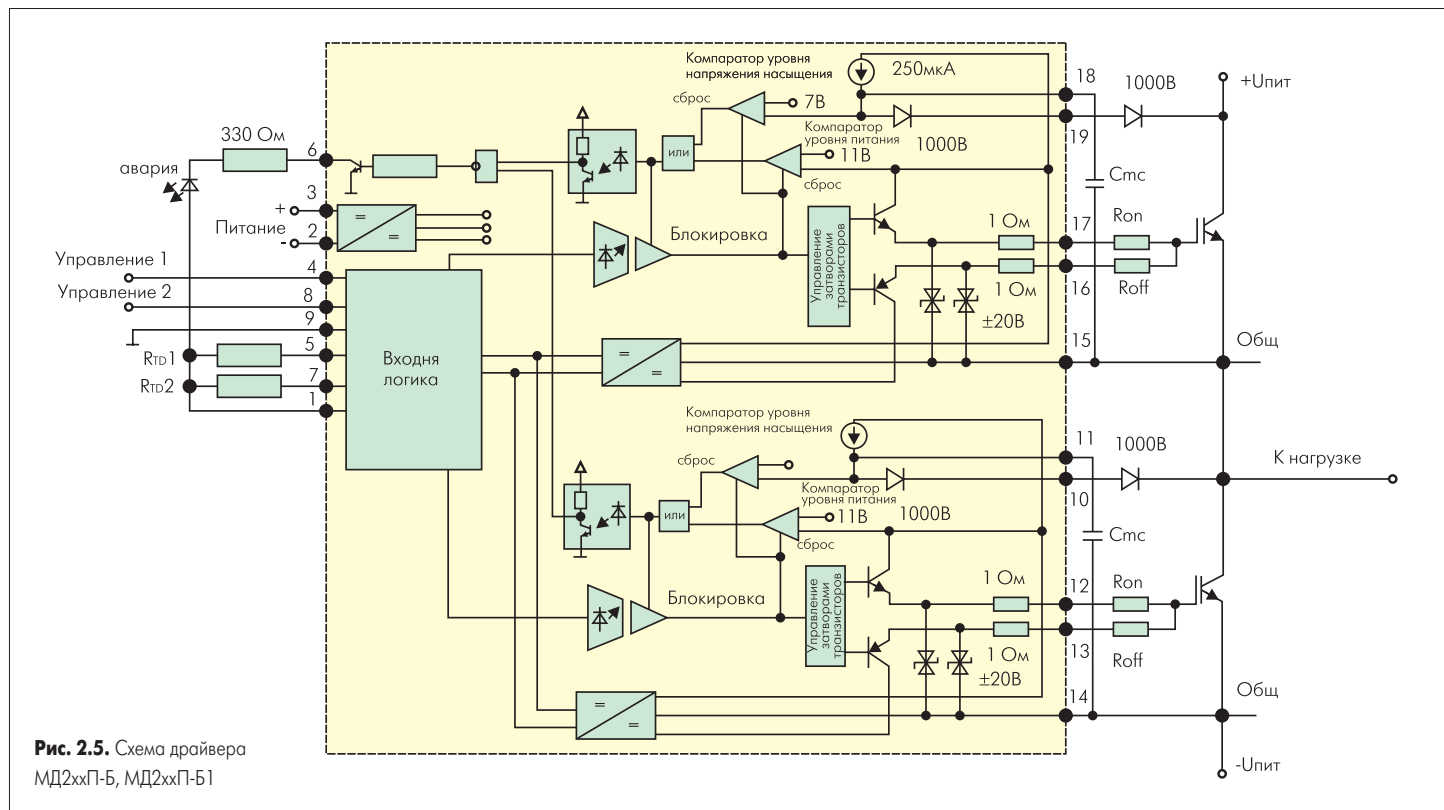 Компаратор уровня
напряжения насыщения
250мкА
18
1000В
+Uпит
сброс
7В
19
330 Ом
6
Компаратор
уровня питания
1000В
авария
или
11В
сброс
Cmc
3
+
Питание
2
-
Блокировка
Управление
затворами
транзисторов
1 Ом
17
Ron
Управление 1
4
1 Ом
16
Roff
Управление 2
8
±20В
9
15
Общ
RTD1
5
Входня
логика
RTD2
7
1
Компаратор уровня
напряжения насыщения
11
1000В
К нагрузке
сброс
10
Компаратор
уровня питания
1000В
или
11В
сброс
Cmc
Блокировка
Управление
затворами
транзисторов
1 Ом
12
Ron
1 Ом
13
Roff
±20В
14
Общ
Рис. 2.5. Схема драйвера
МД2ххП-Б, МД2ххП-Б1
-Uпит